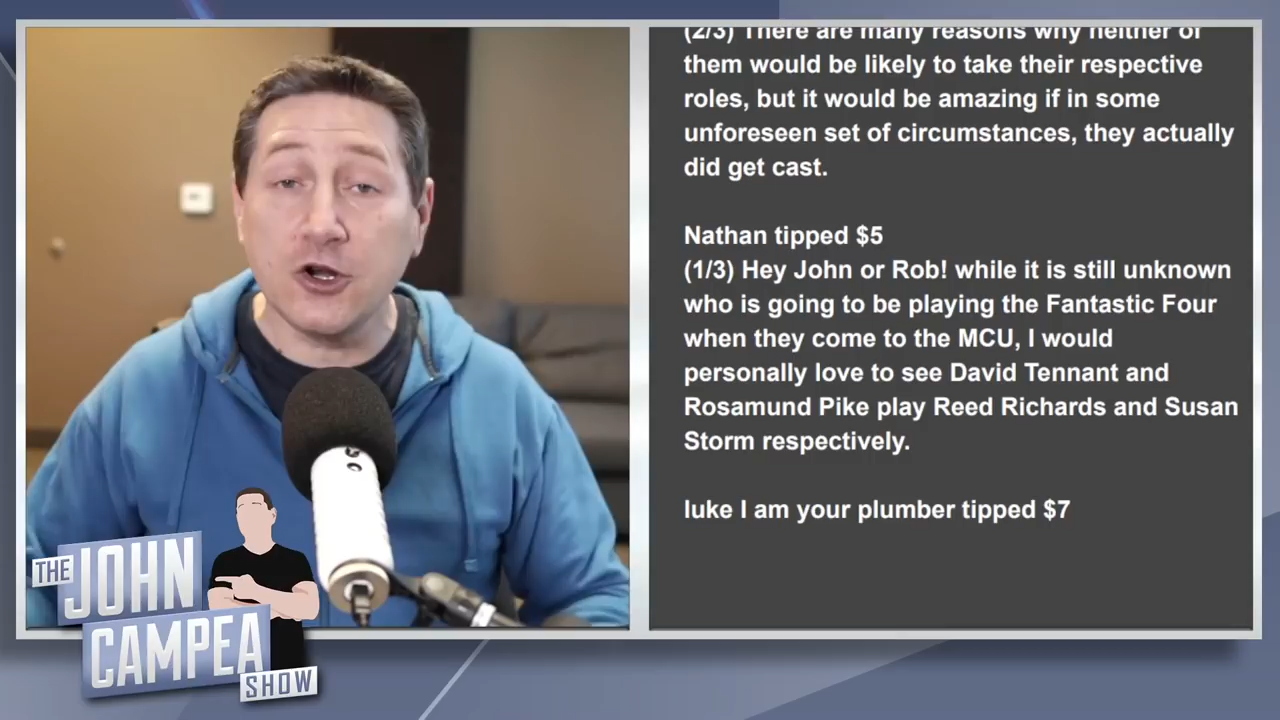 (2/3) There are many reasons why neither of
them would be likely to take their respective
roles, but it would be amazing if in some
unforeseen set of circumstances, they actually
did get cast.
Nathan tipped $5
(1/3) Hey John or Rob! while it is still unknown
who is going to be playing the Fantastic Four
when they come to the MCU, I would
personally love to see David Tennant and
Rosamund Pike play Reed Richards and Susan
Storm respectively.
luke I am your plumber tipped $7
THE
JOHN
CAMPEA
SHOW